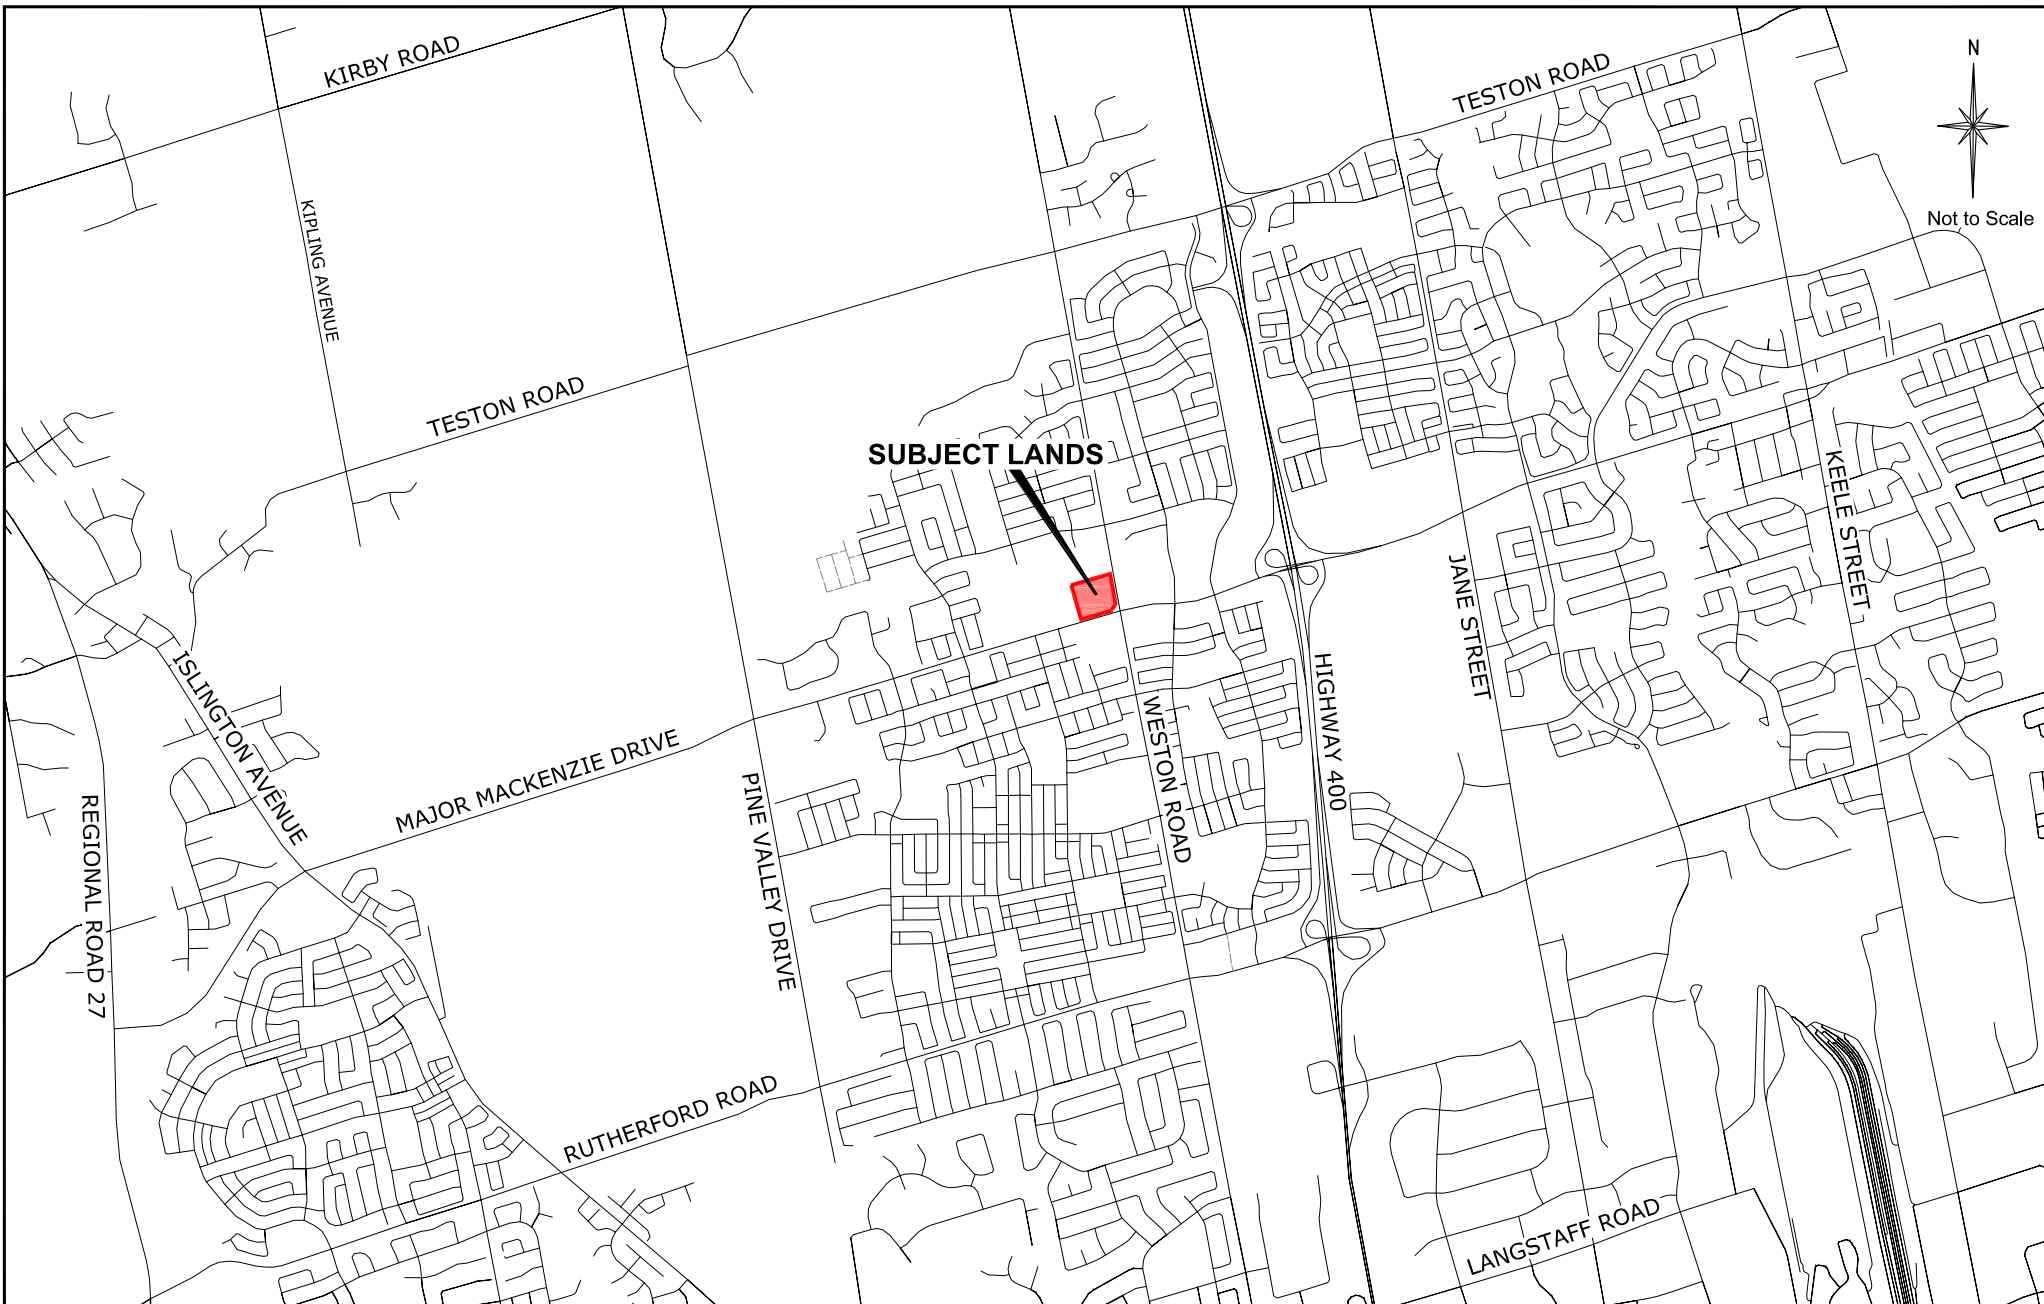 KIRBY ROAD
TESTON ROAD
N
Not to Scale
KIPLING AVENUE
TESTON ROAD
SUBJECT LANDS
KEELE STREET
JANE STREET
ISLINGTON AVENUE
HIGHWAY 400
WESTON ROAD
MAJOR MACKENZIE DRIVE
PINE VALLEY DRIVE
REGIONAL ROAD 27
RUTHERFORD ROAD
LANGSTAFF ROAD